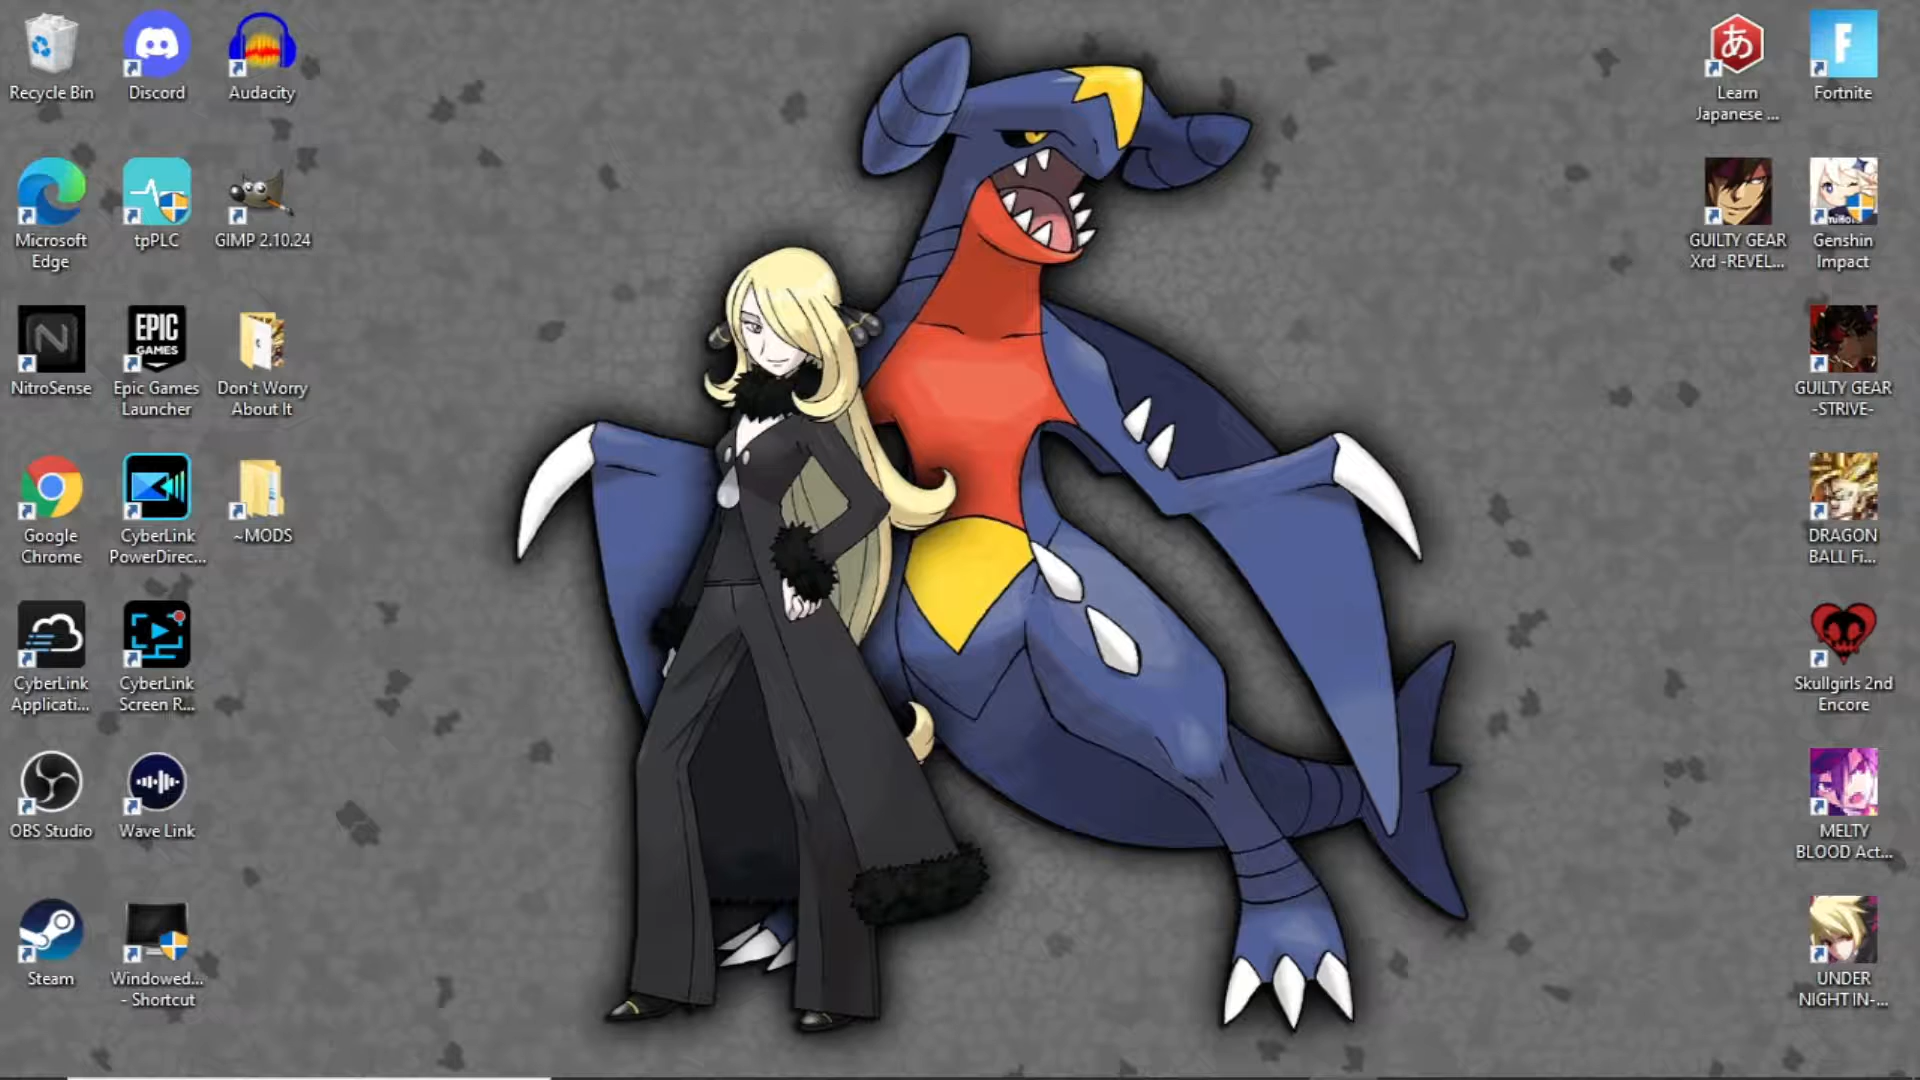 Recycle Bin
Discord
Audacity
Microsoft
Edge
tpPLC
GIMP 2.10.24
NitroSense
EPIC
GAMES
Epic Games
Launcher
Don't Worry
About It
Google
Chrome
CyberLink
PowerDirec...
~MODS
CyberLink
Applicati...
CyberLink
Screen R...
OBS Studio
Wave Link
Steam
Windowed...
- Shortcut
あ
Learn
Japanese ...
F
Fortnite
GUILTY GEAR
Xrd -REVEL...
Genshin
Impact
GUILTY GEAR
-STRIVE-
DRAGON
BALL Fi...
Skullgirls 2nd
Encore
MELTY
BLOOD Act...
UNDER
NIGHT IN-...